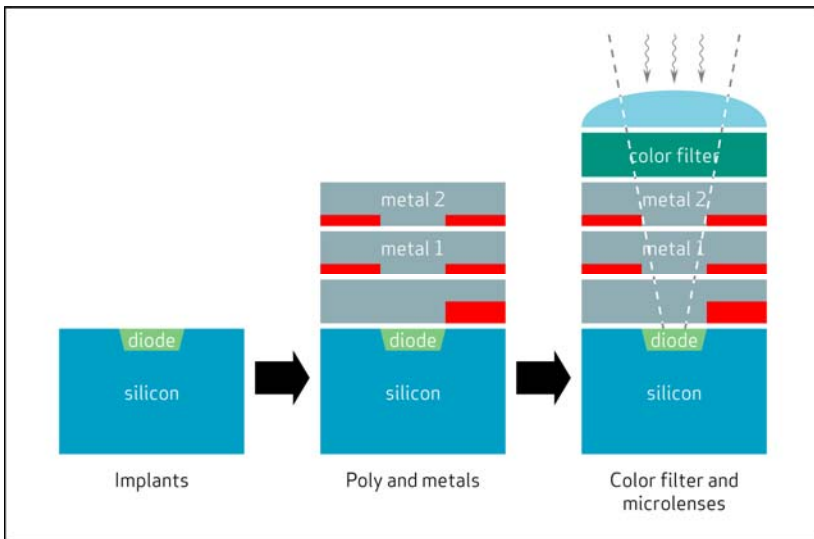 color filter
metal 2
metal 2
metal 1
metal 1
diode
diode
diode
silicon
silicon
silicon
Implants
Poly and metals
Color filter and
microlenses